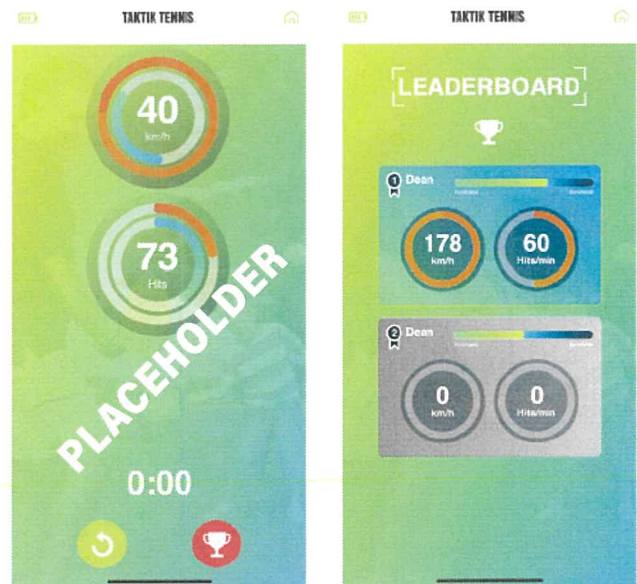 TAKTIK TENNIS
40
km/h
73
Hits
PLACEHOLDER
0:00
TAKTIK TENNIS
LEADERBOARD
1 Dean
178
km/h
60
Hits/min
2 Dean
0
km/h
0
Hits/min